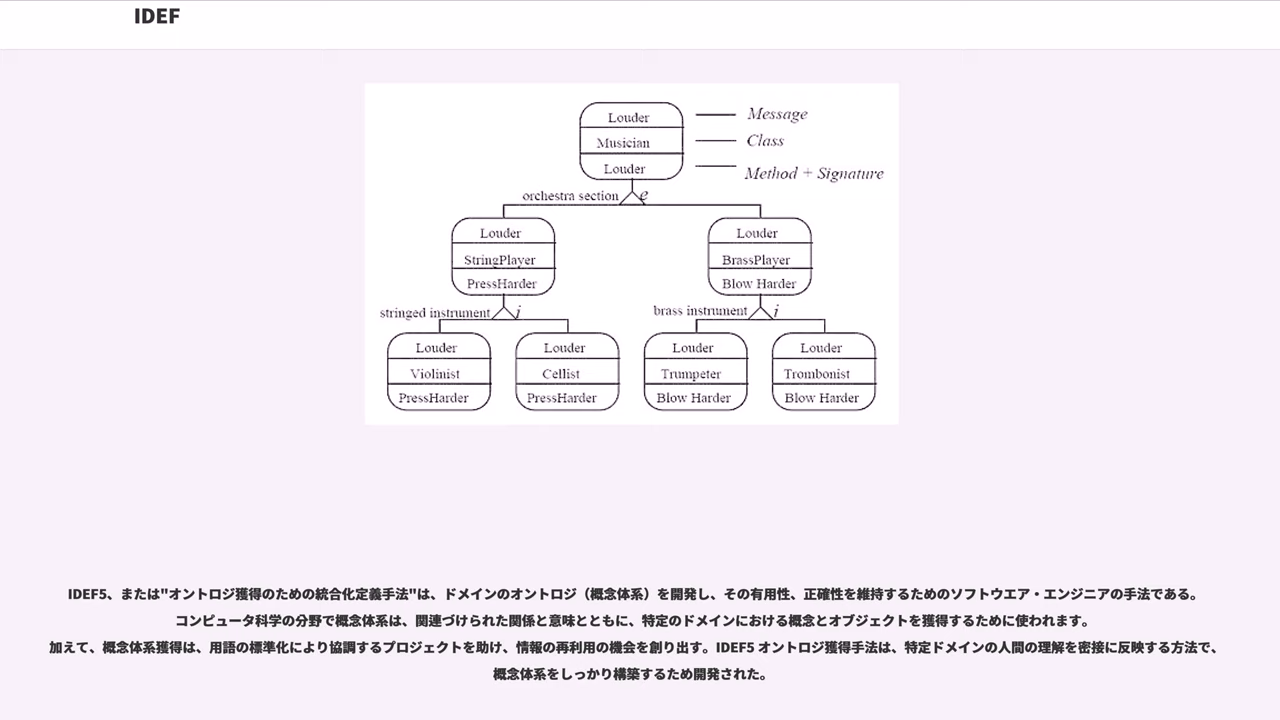 IDEF
Louder
Musician
Louder
Message
Class
Method + Signature
orchestra section e
Louder
StringPlayer
PressHarder
Louder
BrassPlayer
Blow Harder
stringed instrument i
brass instrument i
Louder
Violinist
PressHarder
Louder
Cellist
PressHarder
Louder
Trumpeter
Blow Harder
Louder
Trombonist
Blow Harder
IDEF5、または"オントロジ獲得のための統合化定義手法"は、ドメインのオントロジ（概念体系）を開発し、その有用性、正確性を維持するためのソフトウエア・エンジニアの手法である。
コンピュータ科学の分野で概念体系は、関連づけられた関係と意味とともに、特定のドメインにおける概念とオブジェクトを獲得するために使われます。
加えて、概念体系獲得は、用語の標準化により協調するプロジェクトを助け、情報の再利用の機会を創り出す。IDEF5 オントロジ獲得手法は、特定ドメインの人間の理解を密接に反映する方法で、
概念体系をしっかり構築するため開発された。